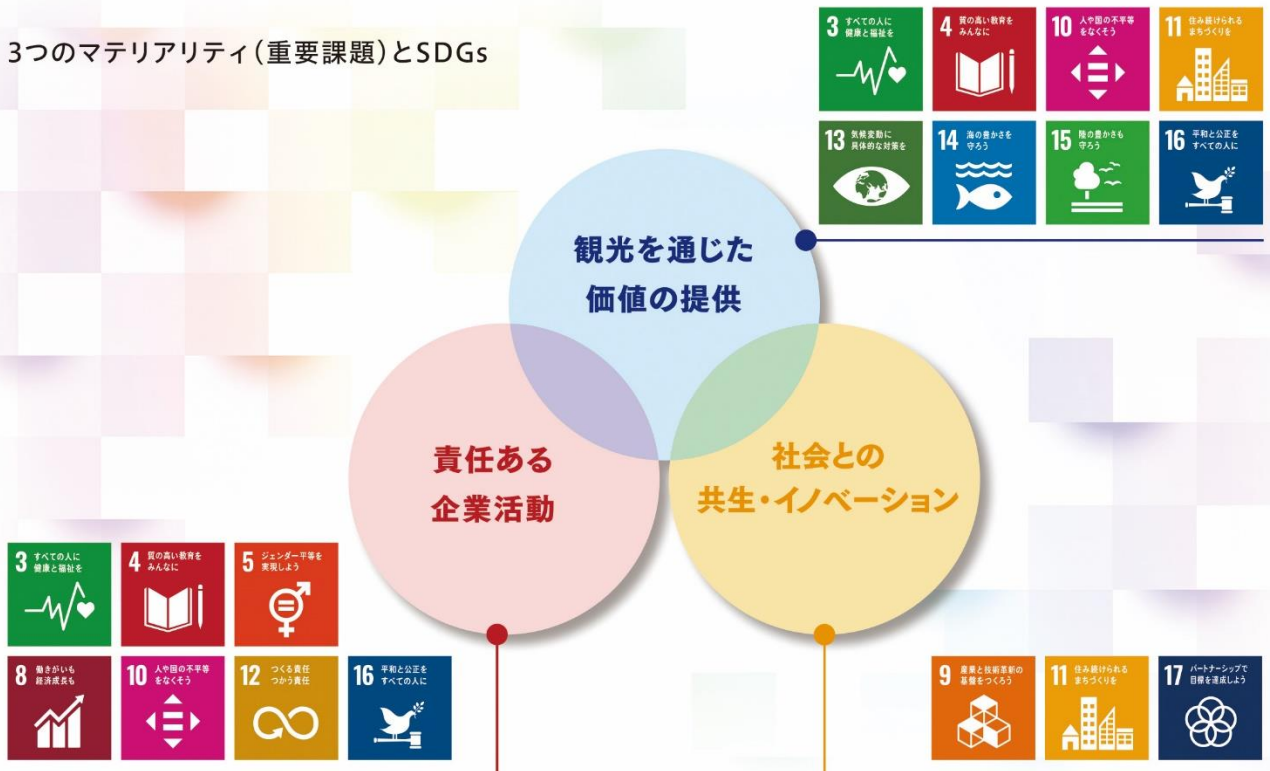 3つのマテリアリティ(重要課題)とSDGs
3 すべての人に
健康と福祉を
4 質の高い教育を
みんなに
10 人や国の不平等
をなくそう
11 住み続けられる
まちづくりを
13 気候変動に
具体的な対策を
14 海の豊かさを
守ろう
15 陸の豊かさも
守ろう
16 平和と公正を
すべての人に
観光を通じた
価値の提供
責任ある
企業活動
社会との
共生・イノベーション
3 すべての人に
健康と福祉を
4 質の高い教育を
みんなに
5 ジェンダー平等を
実現しよう
8 働きがいも
経済成長も
10 人や国の不平等
をなくそう
12 つくる責任
つかう責任
16 平和と公正を
すべての人に
9 産業と技術革新の
基盤をつくろう
11 住み続けられる
まちづくりを
17 パートナーシップで
目標を達成しよう